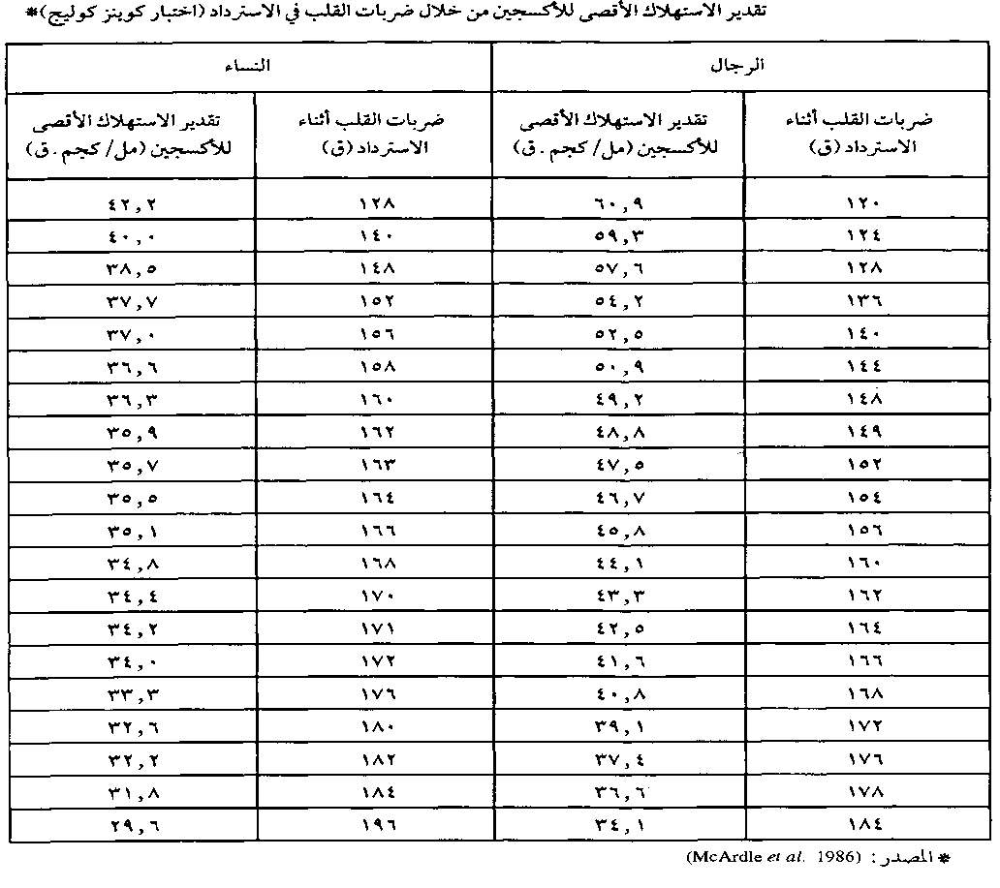 تقدير الاستهلاك الأقصى للأكسجين من خلال ضربات القلب في الاسترداد (اختبار كوينز كوليج)*
الرجال النساء
ضربات القلب أثناء تقدير الاستهلاك الأقصى ضربات القلب أثناء تقدير الاستهلاك الأقصى
الاسترداد (ق) للأكسجين (مل/ كجم . ق) الاسترداد (ق) للأكسجين (مل/ كجم . ق)
١٢٠ ٦٠,٩ ١٢٨ ٤٢,٢
١٢٤ ٥٩,٣ ١٤٠ ٤٠,٠
١٢٨ ٥٧,٦ ١٤٨ ٣٨,٥
١٣٦ ٥٤,٢ ١٥٢ ٣٧,٧
١٤٠ ٥٢,٥ ١٥٦ ٣٧,٠
١٤٤ ٥٠,٩ ١٥٨ ٣٦,٦
١٤٨ ٤٩,٢ ١٦٠ ٣٦,٣
١٤٩ ٤٨,٨ ١٦٢ ٣٥,٩
١٥٢ ٤٧,٥ ١٦٣ ٣٥,٧
١٥٤ ٤٦,٧ ١٦٤ ٣٥,٥
١٥٦ ٤٥,٨ ١٦٦ ٣٥,١
١٦٠ ٤٤,١ ١٦٨ ٣٤,٨
١٦٢ ٤٣,٣ ١٧٠ ٣٤,٤
١٦٤ ٤٢,٥ ١٧١ ٣٤,٢
١٦٦ ٤١,٦ ١٧٢ ٣٤,٠
١٦٨ ٤٠,٨ ١٧٦ ٣٣,٣
١٧٢ ٣٩,١ ١٨٠ ٣٢,٦
١٧٦ ٣٧,٤ ١٨٢ ٣٢,٢
١٧٨ ٣٦,٦ ١٨٤ ٣١,٨
١٨٤ ٣٤,١ ١٩٦ ٢٩,٦
* المصدر : (McArdle et al. 1986)